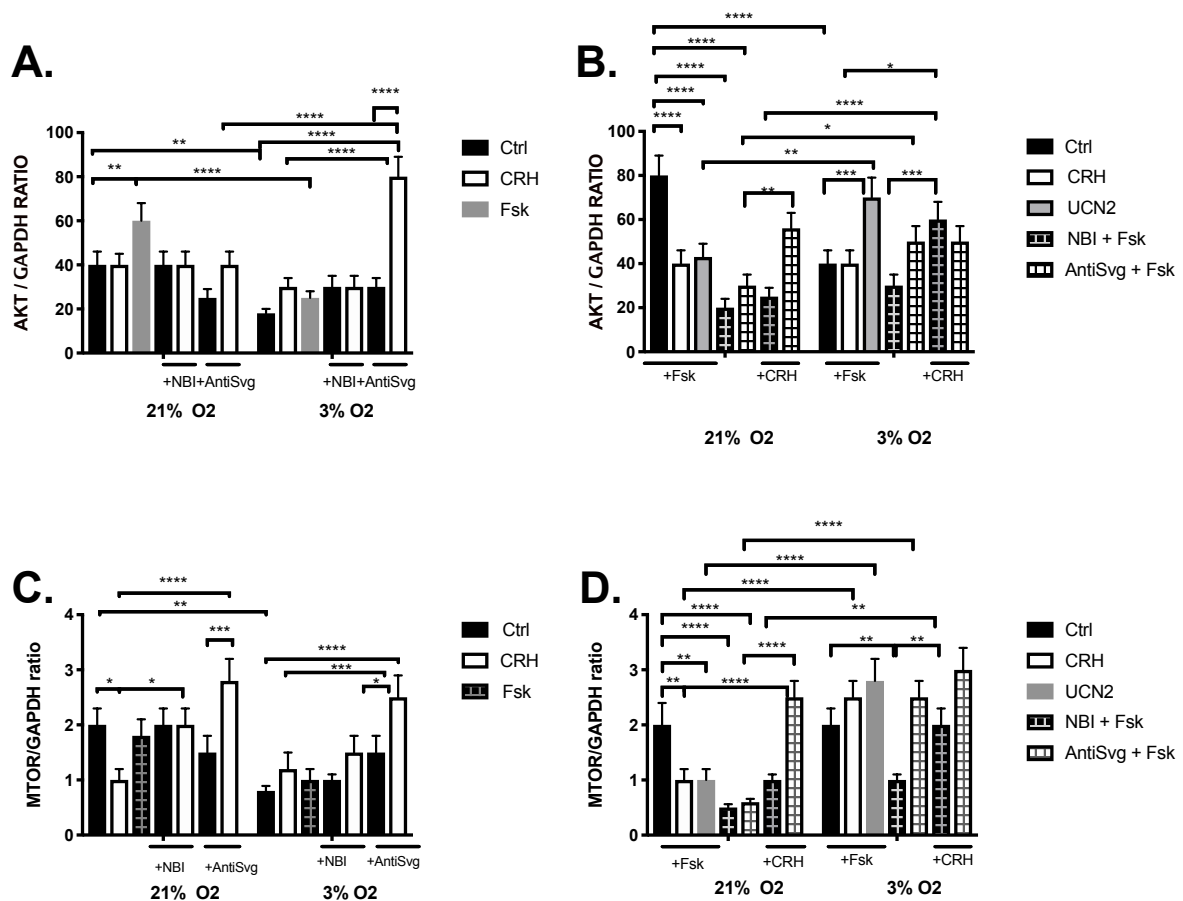 A.
****
****
**
****
**
****
****
100
80
60
40
20
0
AKT / GAPDH RATIO
Ctrl
CRH
Fsk
+NBI+AntiSvg
+NBI+AntiSvg
21% O2
3% O2
B.
****
****
****
*
****
****
****
*
**
**
***
***
100
80
60
40
20
0
AKT / GAPDH RATIO
Ctrl
CRH
UCN2
NBI + Fsk
AntiSvg + Fsk
+Fsk
+CRH
+Fsk
+CRH
21% O2
3% O2
C.
****
**
***
*
*
****
***
*
4
3
2
1
0
MTOR/GAPDH ratio
Ctrl
CRH
Fsk
+NBI
+AntiSvg
+NBI
+AntiSvg
21% O2
3% O2
D.
****
****
****
****
**
****
**
****
**
**
**
****
4
3
2
1
0
MTOR/GAPDH ratio
Ctrl
CRH
UCN2
NBI + Fsk
AntiSvg + Fsk
+Fsk
+CRH
+Fsk
+CRH
21% O2
3% O2